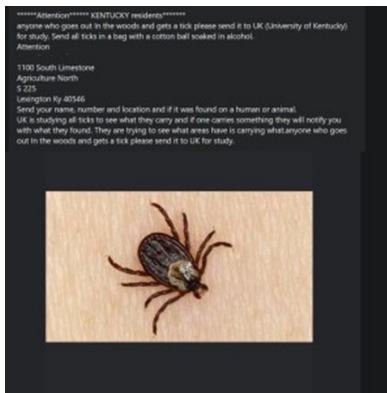 ******Attention****** KENTUCKY residents*******
anyone who goes out In the woods and gets a tick please send it to UK (University of Kentucky)
for study. Send all ticks in a bag with a cotton ball soaked in alcohol.
Attention
1100 South Limestone
Agriculture North
S 225
Lexington Ky 40546
Send your name, number and location and if it was found on a human or animal.
UK is studying all ticks to see what they carry and if one carries something they will notify you
with what they found. They are trying to see what areas have is carrying what.anyone who goes
out In the woods and gets a tick please send it to UK for study.